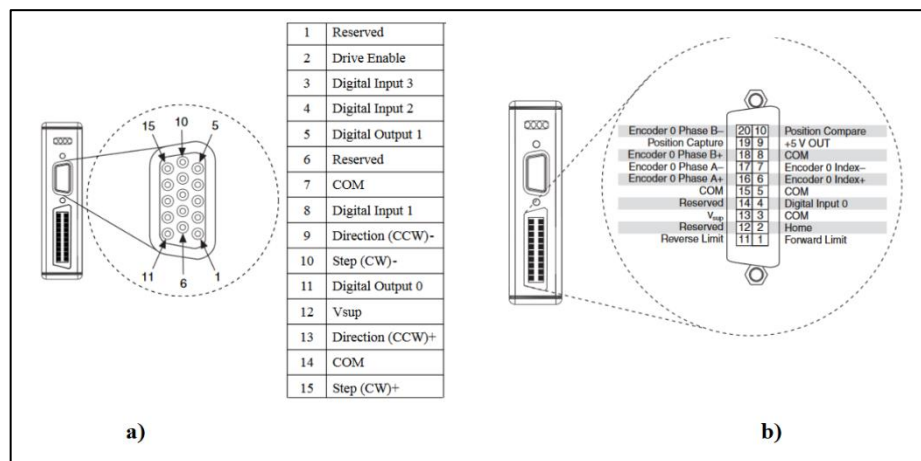 1 Reserved
2 Drive Enable
3 Digital Input 3
4 Digital Input 2
5 Digital Output 1
6 Reserved
7 COM
8 Digital Input 1
9 Direction (CCW)-
10 Step (CW)-
11 Digital Output 0
12 Vsup
13 Direction (CCW)+
14 COM
15 Step (CW)+
15 10 5
11 6 1
a)
Encoder 0 Phase B– 20 10 Position Compare
Position Capture 19 9 +5 V OUT
Encoder 0 Phase B+ 18 8 COM
Encoder 0 Phase A– 17 7 Encoder 0 Index–
Encoder 0 Phase A+ 16 6 Encoder 0 Index+
COM 15 5 COM
Reserved 14 4 Digital Input 0
Vsup 13 3 COM
Reserved 12 2 Home
Reverse Limit 11 1 Forward Limit
b)